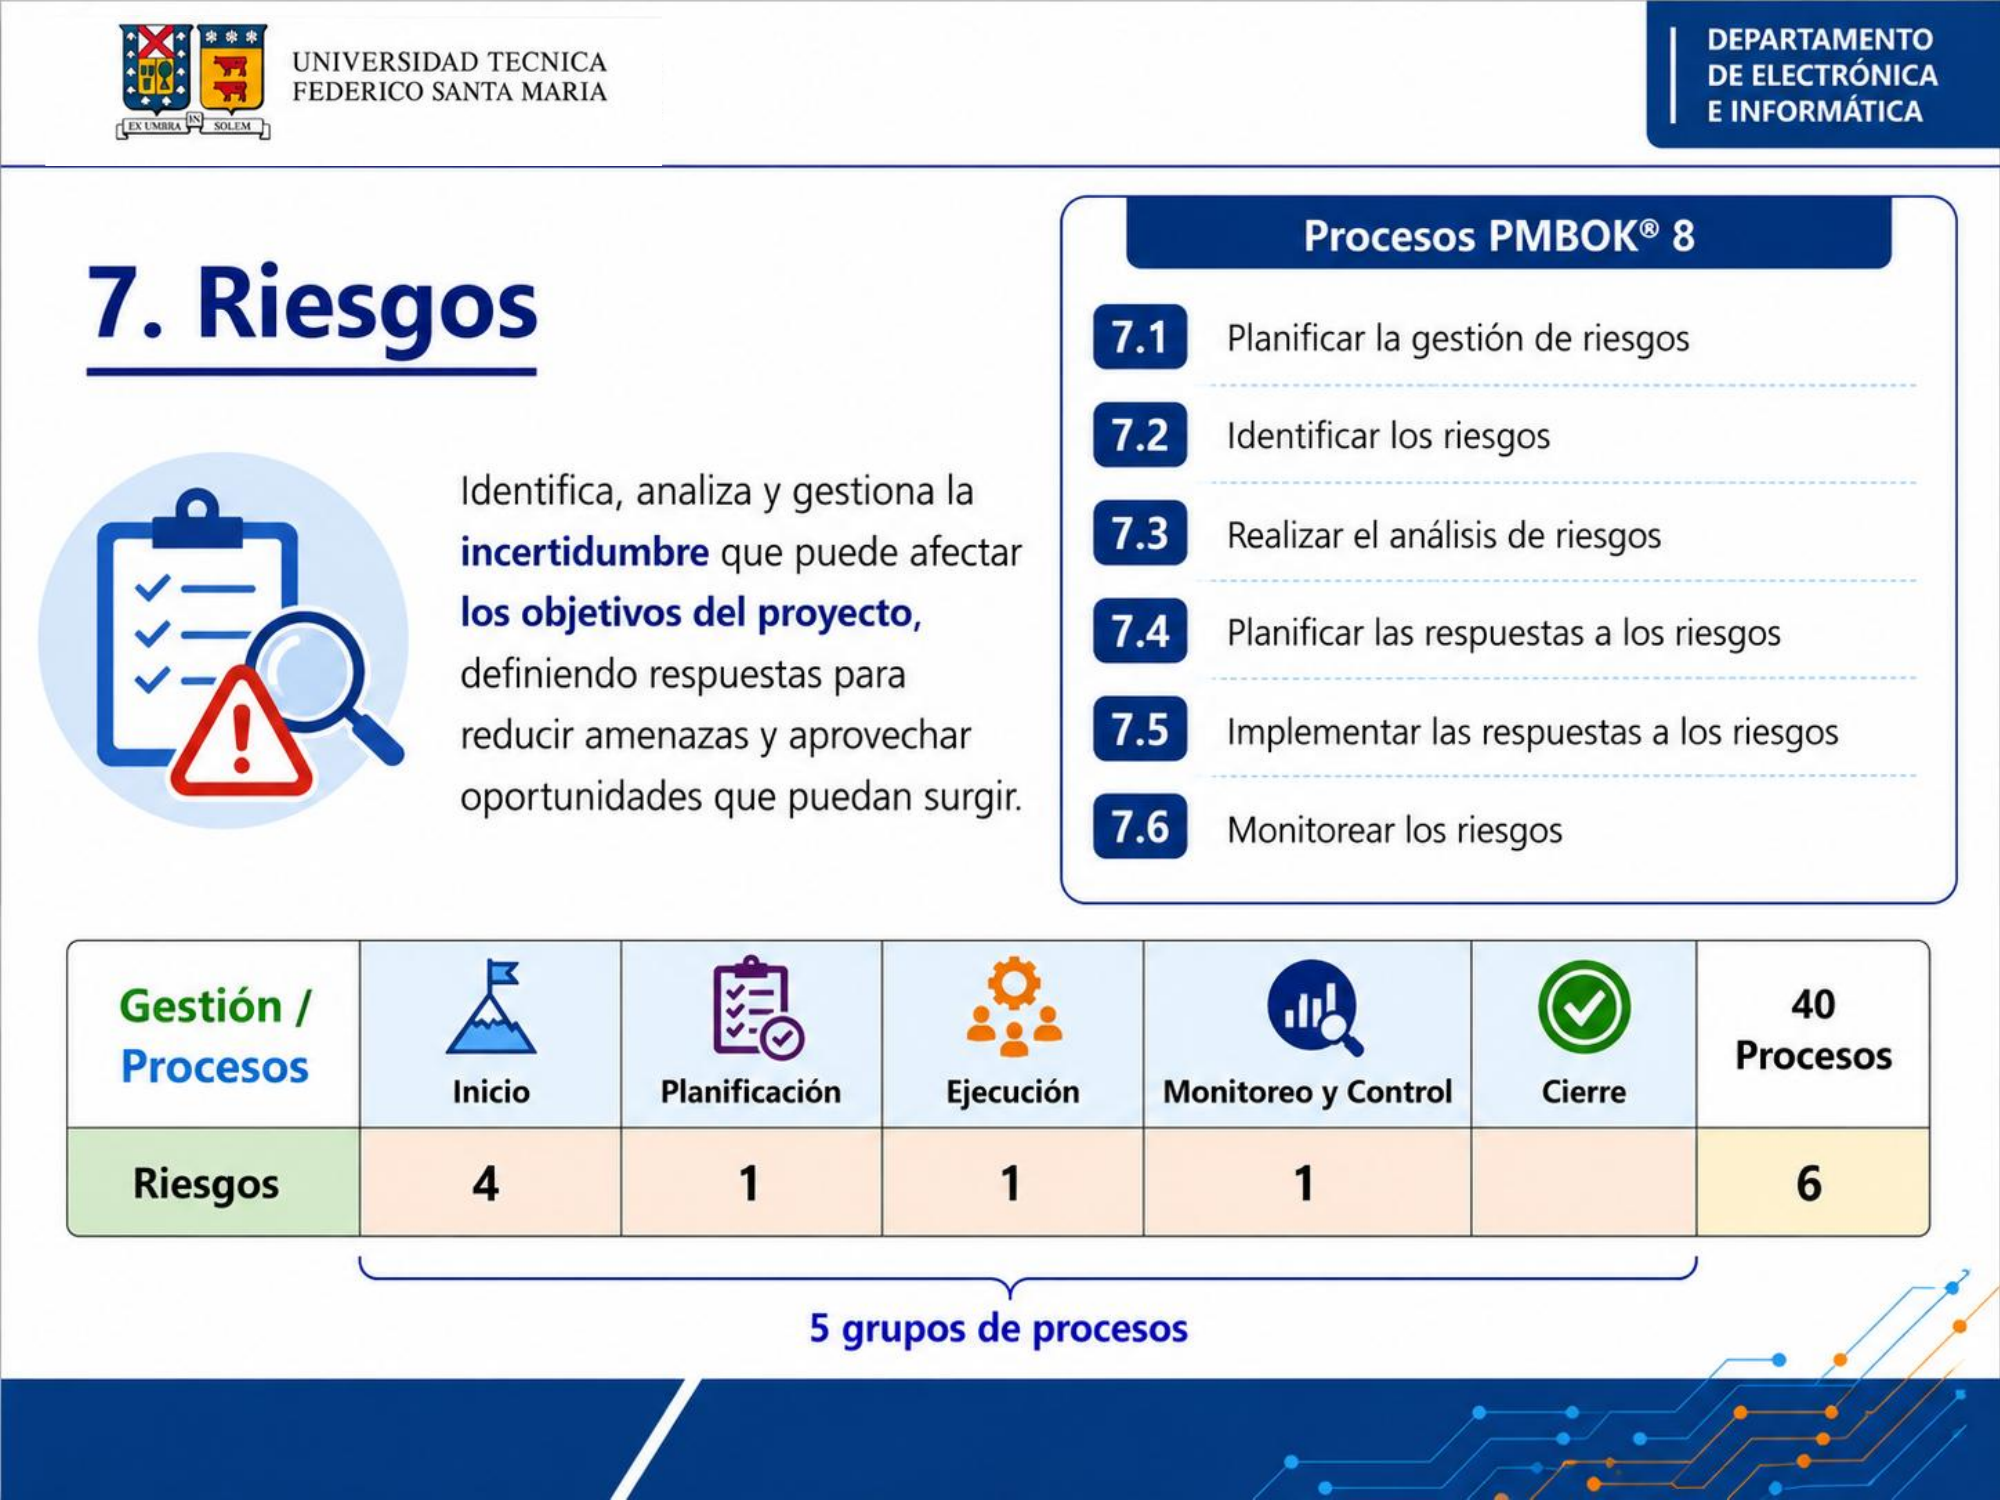 EX UMBRA IN SOLEM
UNIVERSIDAD TECNICA
FEDERICO SANTA MARIA
DEPARTAMENTO
DE ELECTRÓNICA
E INFORMÁTICA
7. Riesgos
Identifica, analiza y gestiona la
incertidumbre que puede afectar
los objetivos del proyecto,
definiendo respuestas para
reducir amenazas y aprovechar
oportunidades que puedan surgir.
Procesos PMBOK® 8
7.1 Planificar la gestión de riesgos
7.2 Identificar los riesgos
7.3 Realizar el análisis de riesgos
7.4 Planificar las respuestas a los riesgos
7.5 Implementar las respuestas a los riesgos
7.6 Monitorear los riesgos
Gestión /
Procesos
Inicio
Planificación
Ejecución
Monitoreo y Control
Cierre
40
Procesos
Riesgos 4 1 1 1 6
5 grupos de procesos